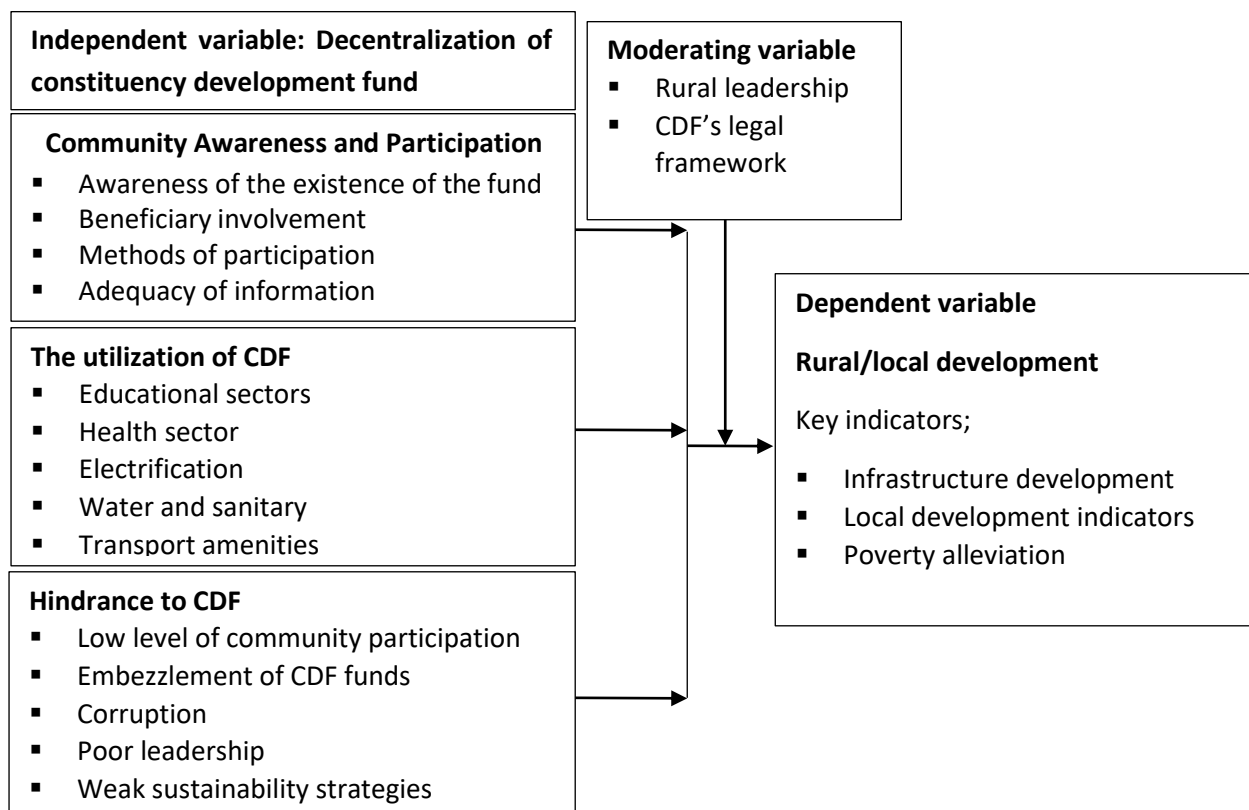 Independent variable: Decentralization of
constituency development fund
Community Awareness and Participation
▪ Awareness of the existence of the fund
▪ Beneficiary involvement
▪ Methods of participation
▪ Adequacy of information
The utilization of CDF
▪ Educational sectors
▪ Health sector
▪ Electrification
▪ Water and sanitary
▪ Transport amenities
Hindrance to CDF
▪ Low level of community participation
▪ Embezzlement of CDF funds
▪ Corruption
▪ Poor leadership
▪ Weak sustainability strategies
Moderating variable
▪ Rural leadership
▪ CDF’s legal
framework
Dependent variable
Rural/local development
Key indicators;
▪ Infrastructure development
▪ Local development indicators
▪ Poverty alleviation